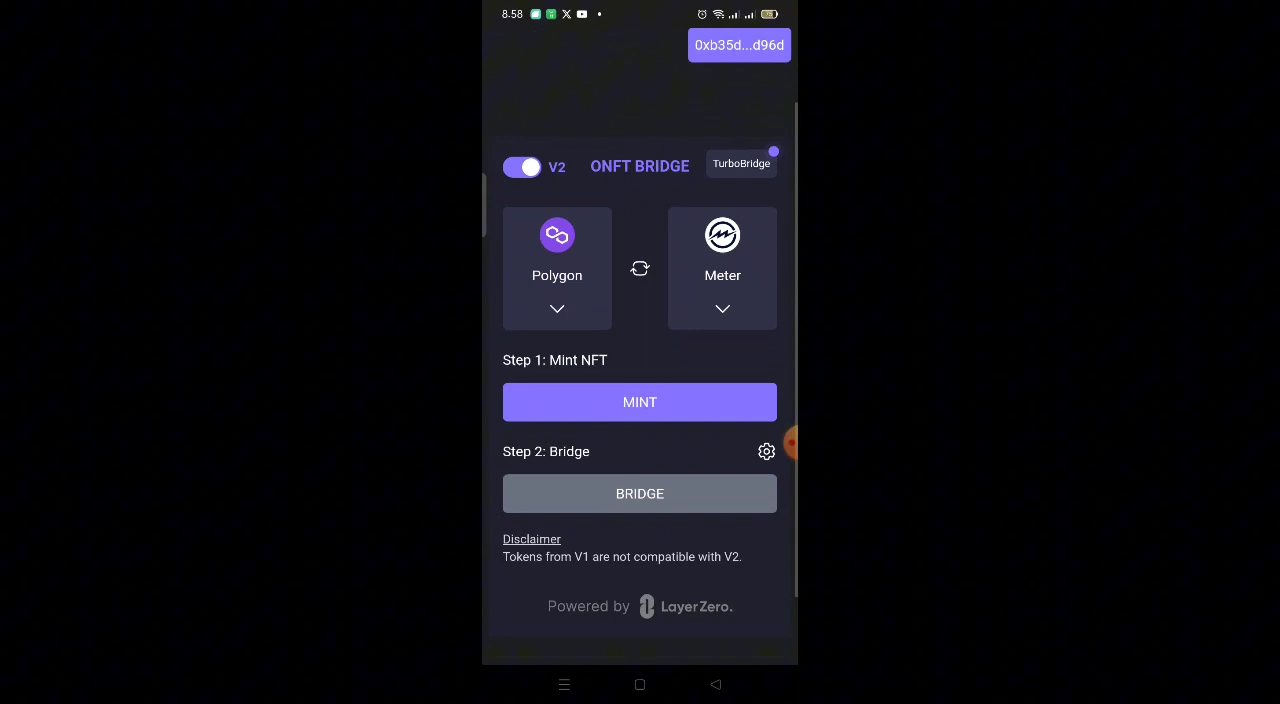 8.58
0xb35d...d96d
V2
ONFT BRIDGE
TurboBridge
Polygon
Meter
Step 1: Mint NFT
MINT
Step 2: Bridge
BRIDGE
Disclaimer
Tokens from V1 are not compatible with V2.
Powered by LayerZero.